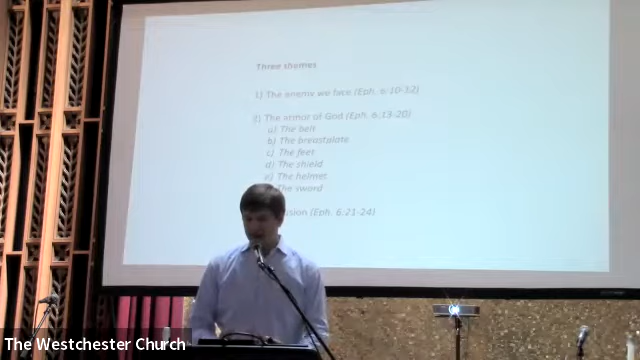 Three themes
1) The enemy we face (Eph. 6:10-12)
2) The armor of God (Eph. 6:13-20)
a) The belt
b) The breastplate
c) The feet
d) The shield
e) The helmet
The sword
(Eph. 6:21-24)
The Westchester Church